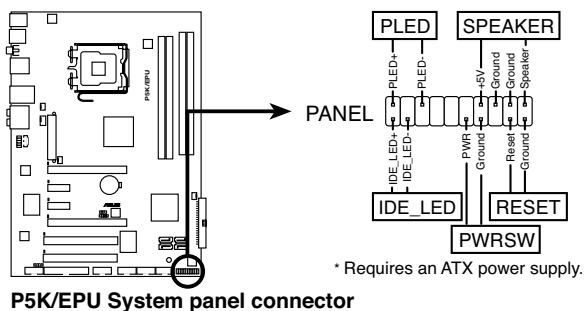 PLED SPEAKER
PLED+
PLED-
+5V
Ground
Ground
Speaker
P5K/EPU
PANEL
IDE_LED+
IDE_LED-
PWR
Ground
Reset
Ground
IDE_LED RESET
PWRSW
* Requires an ATX power supply.
P5K/EPU System panel connector